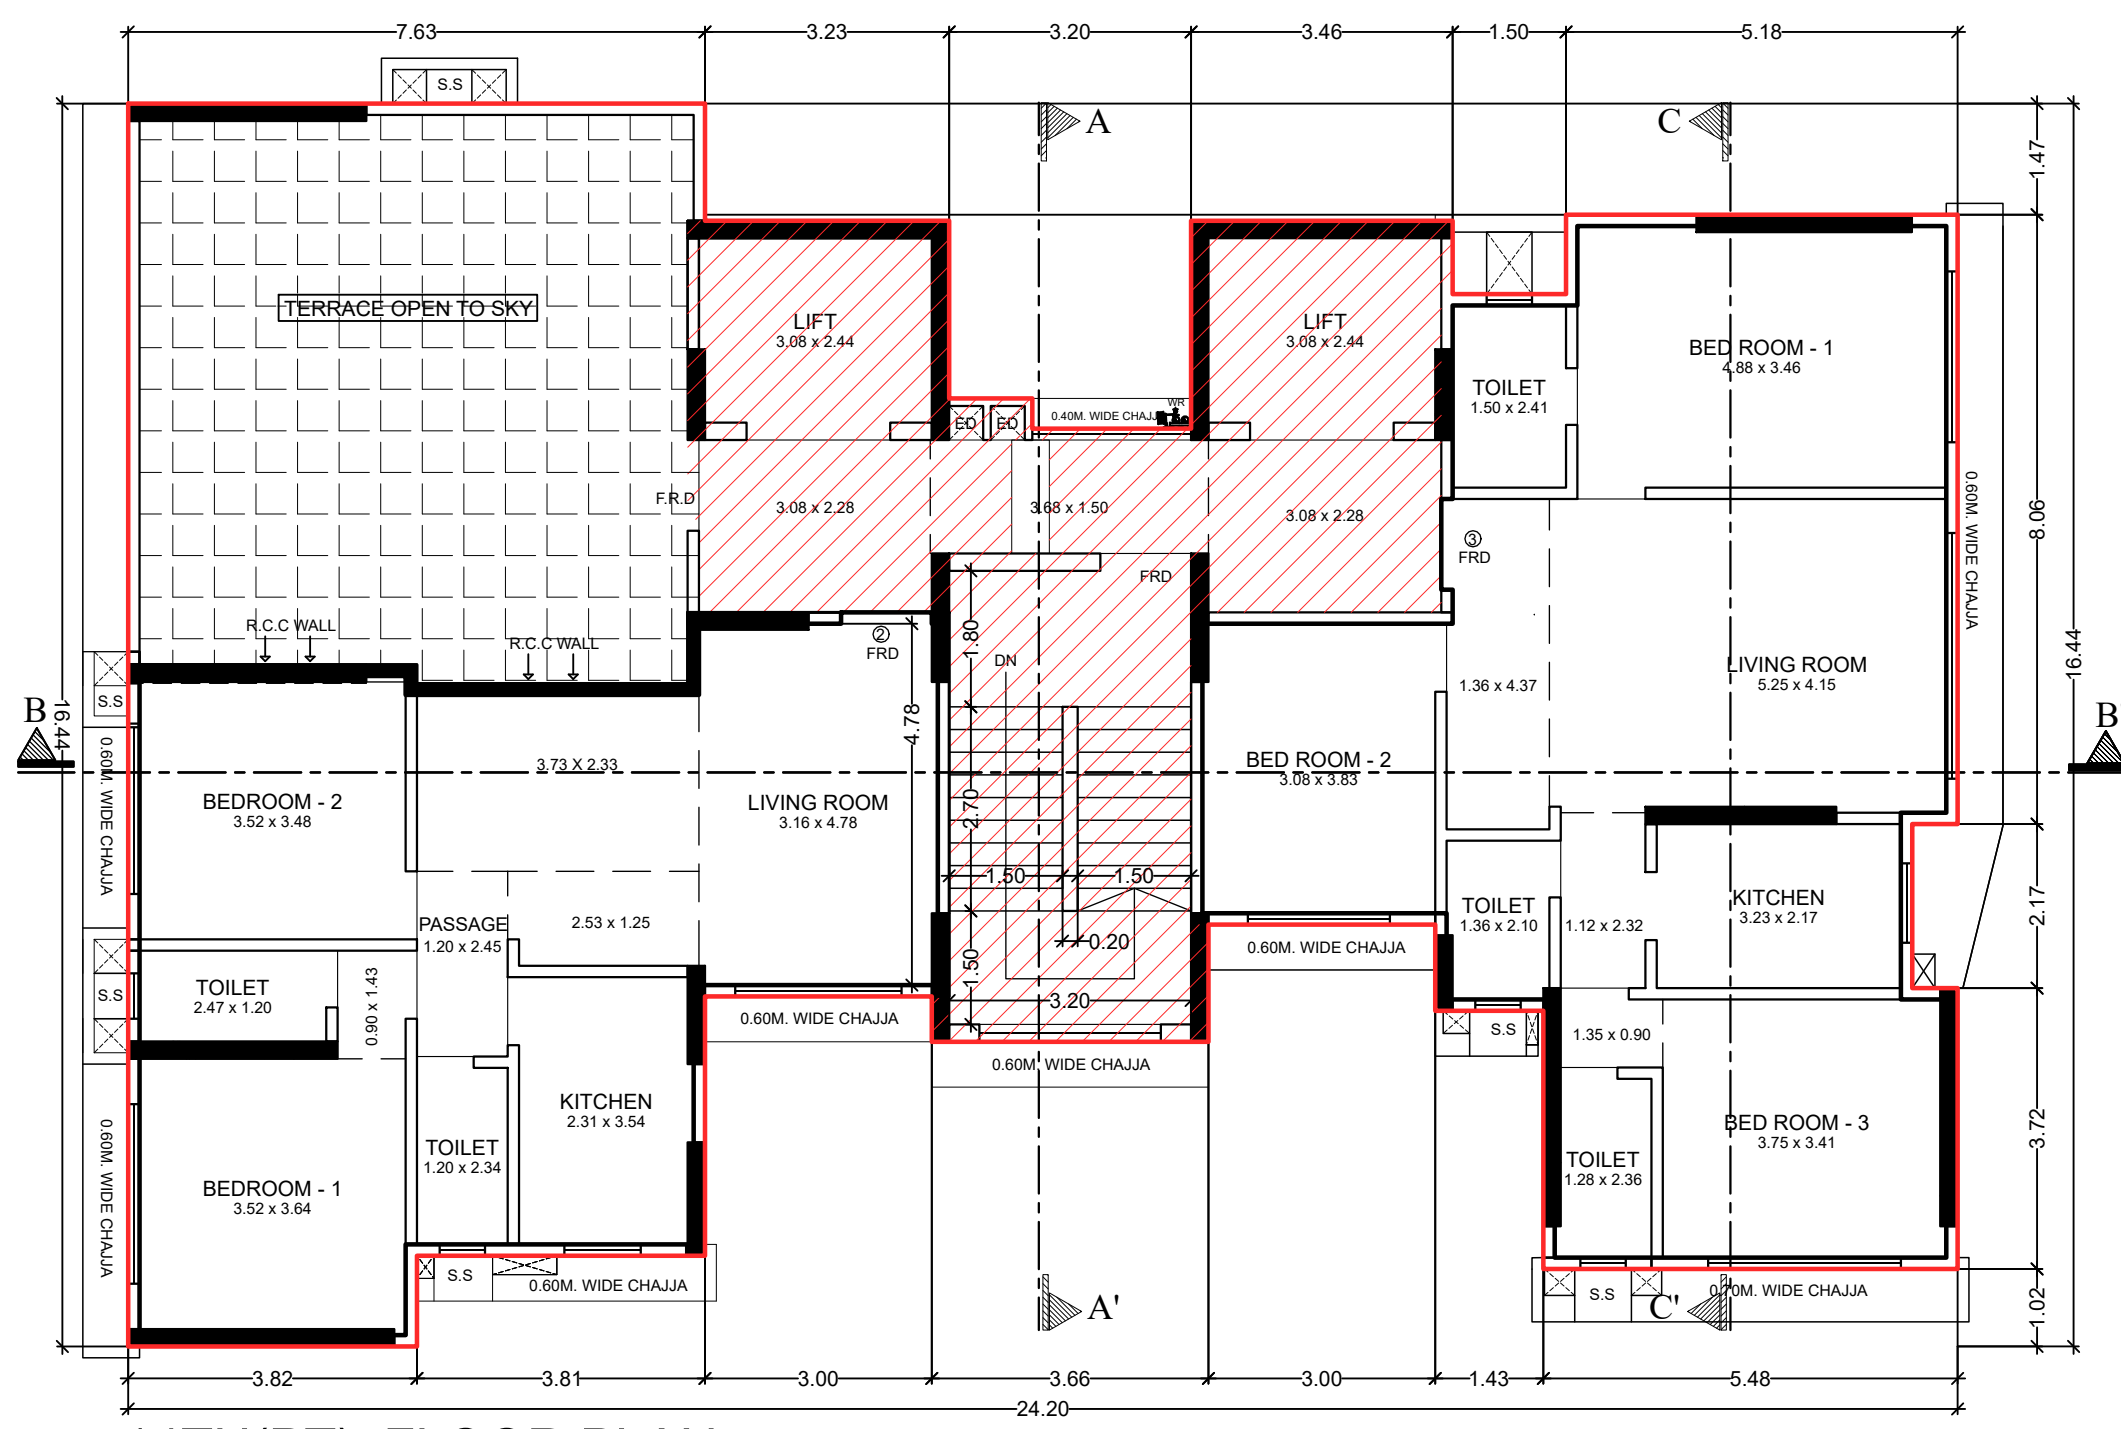 7.63
3.23
3.20
3.46
1.50
5.18
S.S
A
C
1.47
TERRACE OPEN TO SKY
LIFT
3.08 x 2.44
LIFT
3.08 x 2.44
BED ROOM - 1
4.88 x 3.46
TOILET
1.50 x 2.41
ED
ED
0.40M. WIDE CHAJJ
WR
F.R.D
3.08 x 2.28
3.68 x 1.50
3.08 x 2.28
3
FRD
0.60M. WIDE CHAJJA
8.06
FRD
R.C.C WALL
R.C.C WALL
2
FRD
1.80
DN
16.44
16.44
S.S
B
B'
4.78
1.36 x 4.37
LIVING ROOM
5.25 x 4.15
3.73 X 2.33
BED ROOM - 2
3.08 x 3.83
BEDROOM - 2
3.52 x 3.48
LIVING ROOM
3.16 x 4.78
2.70
0.60M. WIDE CHAJJA
1.50
1.50
KITCHEN
3.23 x 2.17
2.17
PASSAGE
1.20 x 2.45
2.53 x 1.25
TOILET
1.36 x 2.10
1.12 x 2.32
0.20
0.60M. WIDE CHAJJA
1.50
TOILET
2.47 x 1.20
S.S
0.90 x 1.43
3.20
0.60M. WIDE CHAJJA
S.S
1.35 x 0.90
0.60M. WIDE CHAJJA
KITCHEN
2.31 x 3.54
BED ROOM - 3
3.75 x 3.41
3.72
TOILET
1.20 x 2.34
TOILET
1.28 x 2.36
0.60M. WIDE CHAJJA
BEDROOM - 1
3.52 x 3.64
S.S
0.60M. WIDE CHAJJA
S.S
0.70M. WIDE CHAJJA
A'
C'
1.02
3.82
3.81
3.00
3.66
3.00
1.43
5.48
24.20